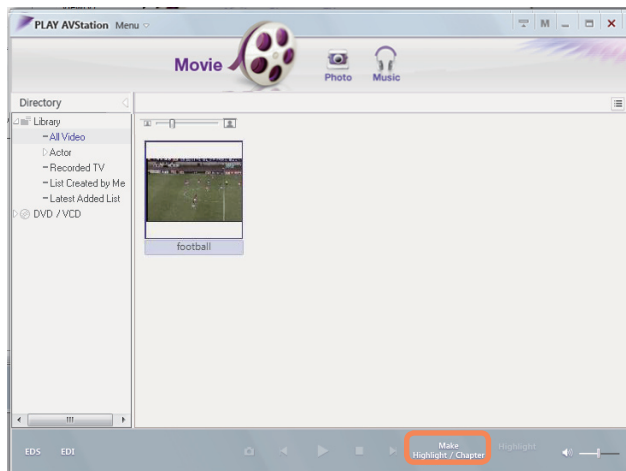 PLAY AVStation Menu
M
Movie
Photo
Music
Directory
Library
All Video
Actor
Recorded TV
List Created by Me
Latest Added List
DVD / VCD
football
EDS
EDI
Make
Highlight / Chapter
Highlight